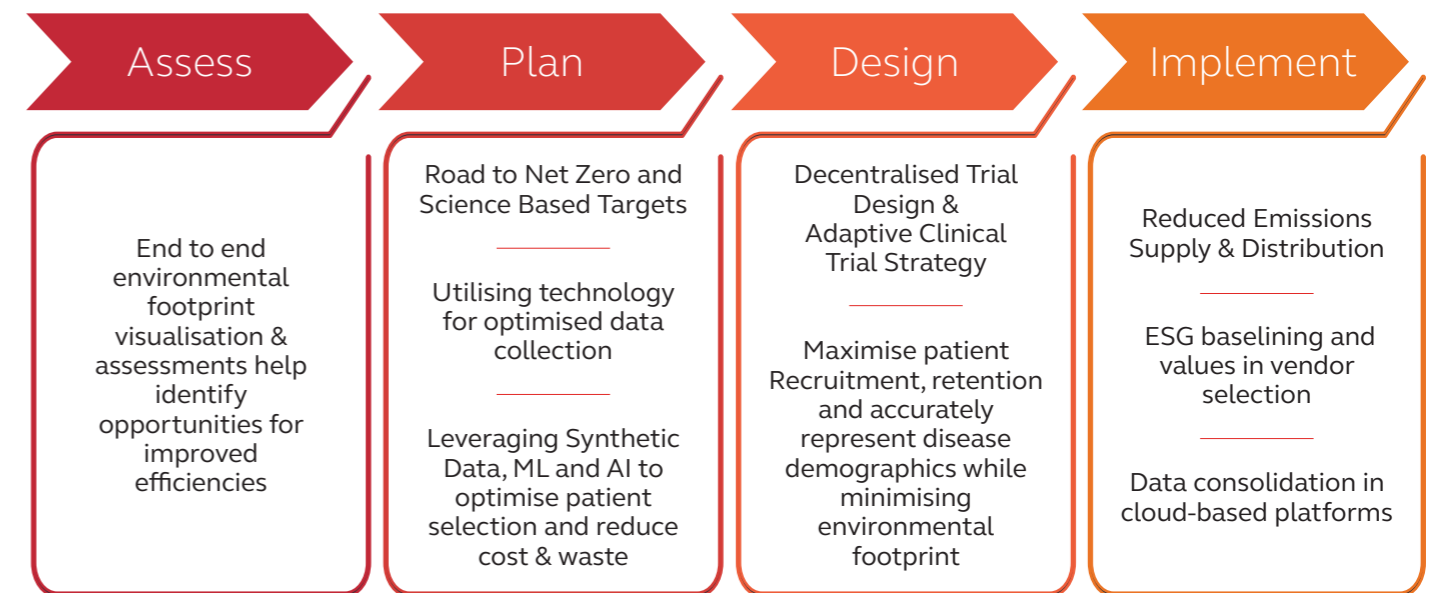 Assess
End to end
environmental
footprint
visualisation &
assessments help
identify
opportunities for
improved
efficiencies
Plan
Road to Net Zero and
Science Based Targets
Utilising technology
for optimised data
collection
Leveraging Synthetic
Data, ML and AI to
optimise patient
selection and reduce
cost & waste
Design
Decentralised Trial
Design &
Adaptive Clinical
Trial Strategy
Maximise patient
Recruitment, retention
and accurately
represent disease
demographics while
minimising
environmental
footprint
Implement
Reduced Emissions
Supply & Distribution
ESG baselining and
values in vendor
selection
Data consolidation in
cloud-based platforms